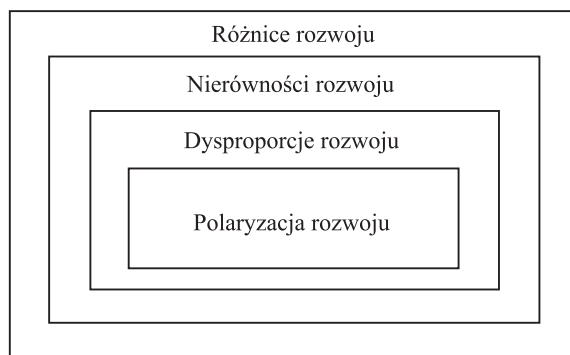 Różnice rozwoju
Nierówności rozwoju
Dysproporcje rozwoju
Polaryzacja rozwoju